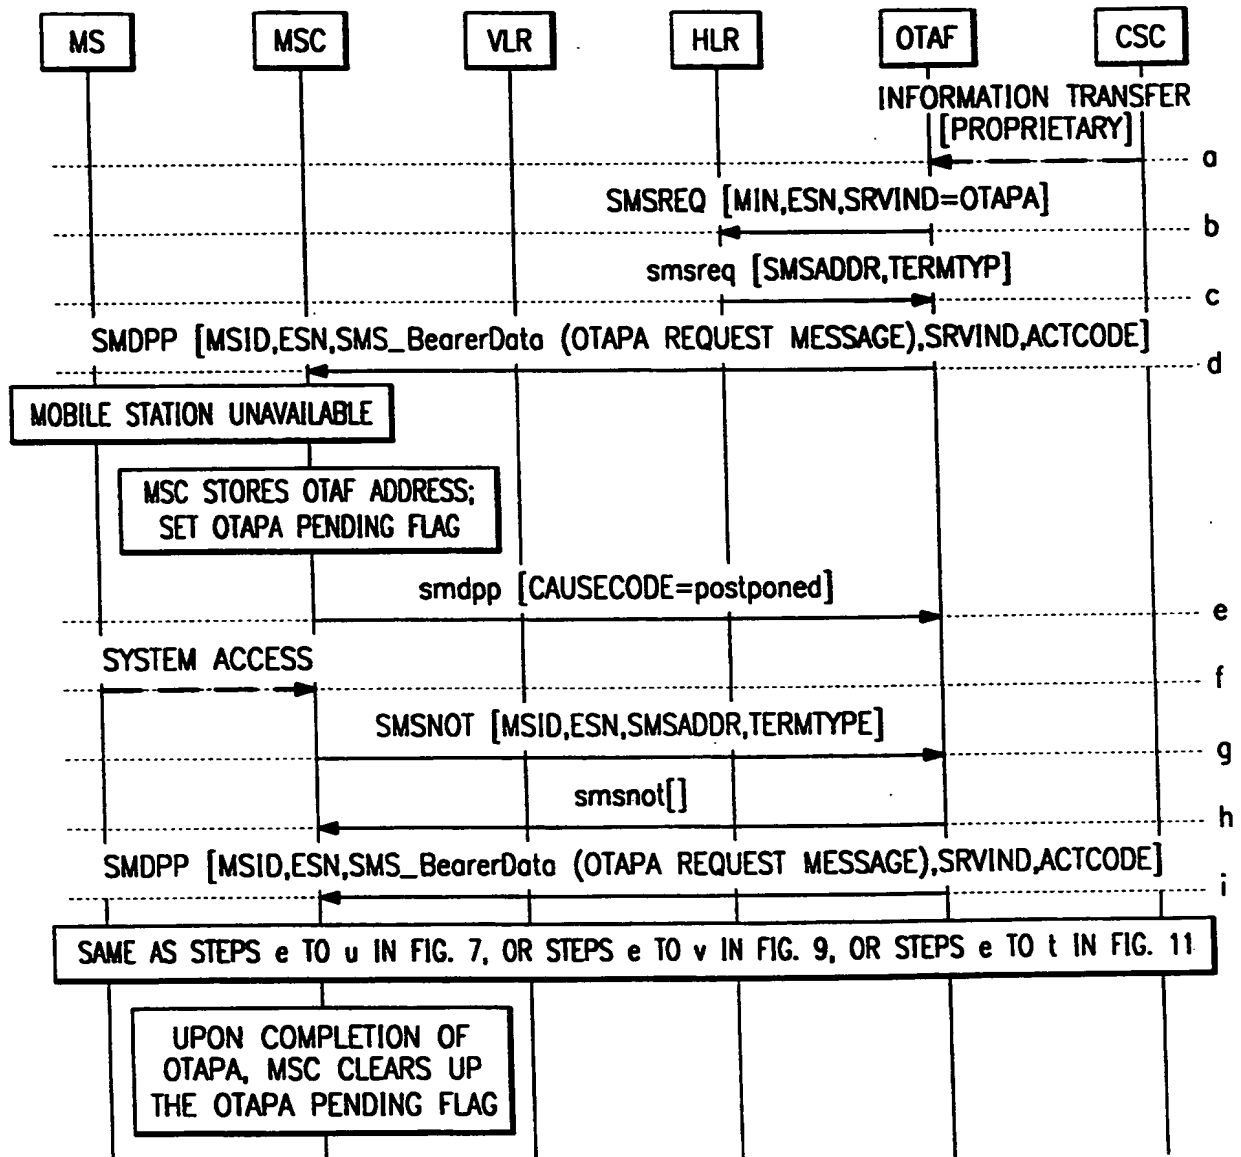 MS MSC VLR HLR OTAF CSC
INFORMATION TRANSFER
[PROPRIETARY]
a
SMSREQ [MIN,ESN,SRVIND=OTAPA]
b
smsreq [SMSADDR,TERMTYP]
c
SMDPP [MSID,ESN,SMS_BearerData (OTAPA REQUEST MESSAGE),SRVIND,ACTCODE]
d
MOBILE STATION UNAVAILABLE
MSC STORES OTAF ADDRESS;
SET OTAPA PENDING FLAG
smdpp [CAUSECODE=postponed]
e
SYSTEM ACCESS
f
SMSNOT [MSID,ESN,SMSADDR,TERMTYPE]
g
smsnot[]
h
SMDPP [MSID,ESN,SMS_BearerData (OTAPA REQUEST MESSAGE),SRVIND,ACTCODE]
i
SAME AS STEPS e TO u IN FIG. 7, OR STEPS e TO v IN FIG. 9, OR STEPS e TO t IN FIG. 11
UPON COMPLETION OF
OTAPA, MSC CLEARS UP
THE OTAPA PENDING FLAG